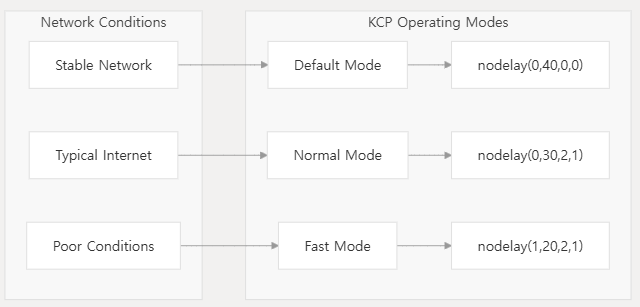 Network Conditions
KCP Operating Modes
Stable Network
Default Mode
nodelay(0,40,0,0)
Typical Internet
Normal Mode
nodelay(0,30,2,1)
Poor Conditions
Fast Mode
nodelay(1,20,2,1)